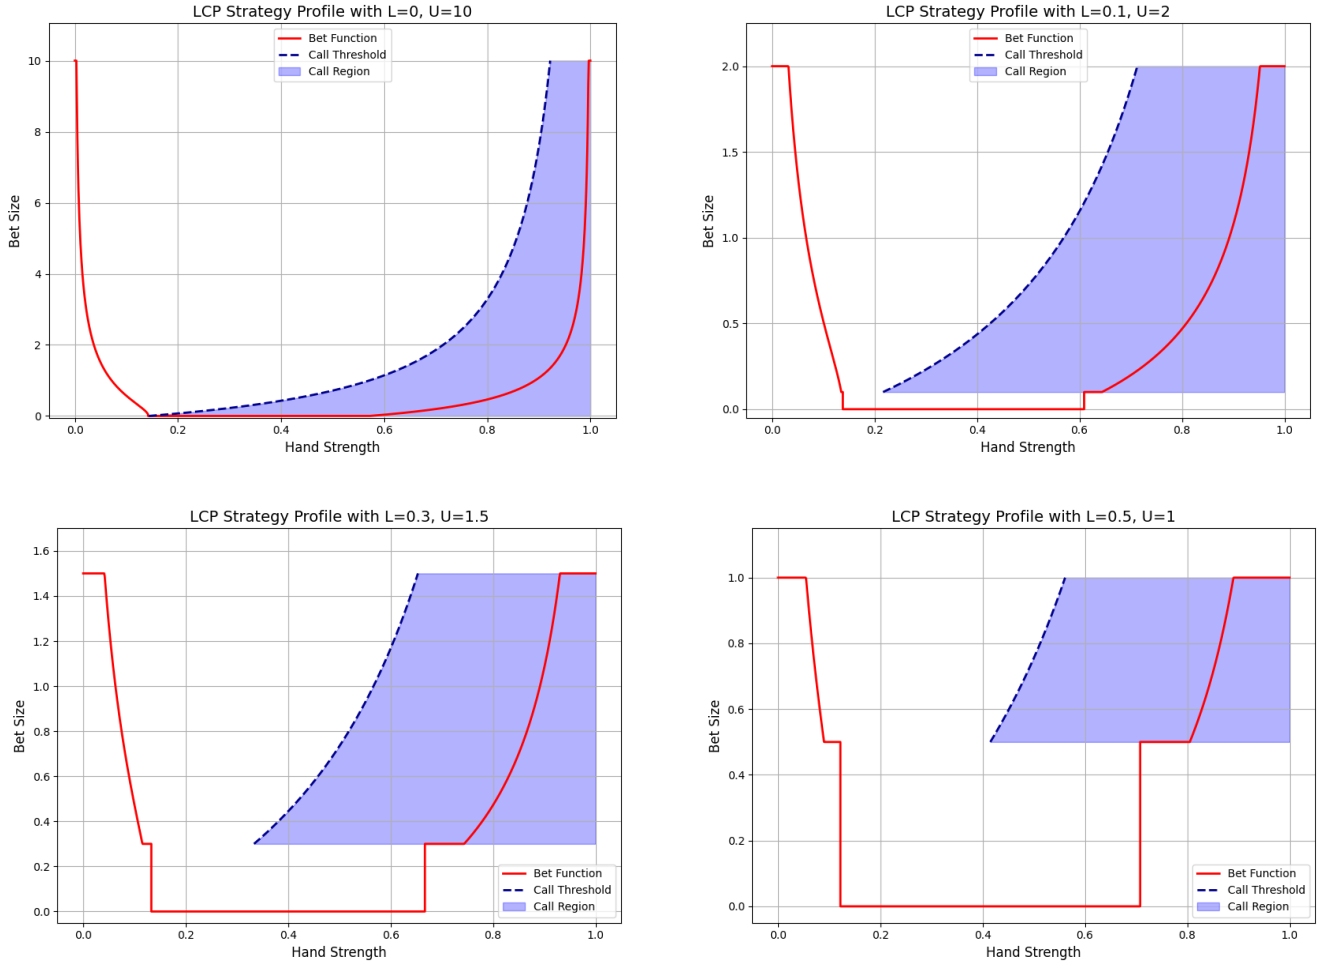 LCP Strategy Profile with L=0, U=10
Bet Function
Call Threshold
Call Region
10
8
6
4
2
0
Bet Size
0.0 0.2 0.4 0.6 0.8 1.0
Hand Strength
LCP Strategy Profile with L=0.1, U=2
Bet Function
Call Threshold
Call Region
2.0
1.5
1.0
0.5
0.0
Bet Size
0.0 0.2 0.4 0.6 0.8 1.0
Hand Strength
LCP Strategy Profile with L=0.3, U=1.5
1.6
1.4
1.2
1.0
0.8
0.6
0.4
0.2
0.0
Bet Size
Bet Function
Call Threshold
Call Region
0.0 0.2 0.4 0.6 0.8 1.0
Hand Strength
LCP Strategy Profile with L=0.5, U=1
1.0
0.8
0.6
0.4
0.2
0.0
Bet Size
Bet Function
Call Threshold
Call Region
0.0 0.2 0.4 0.6 0.8 1.0
Hand Strength